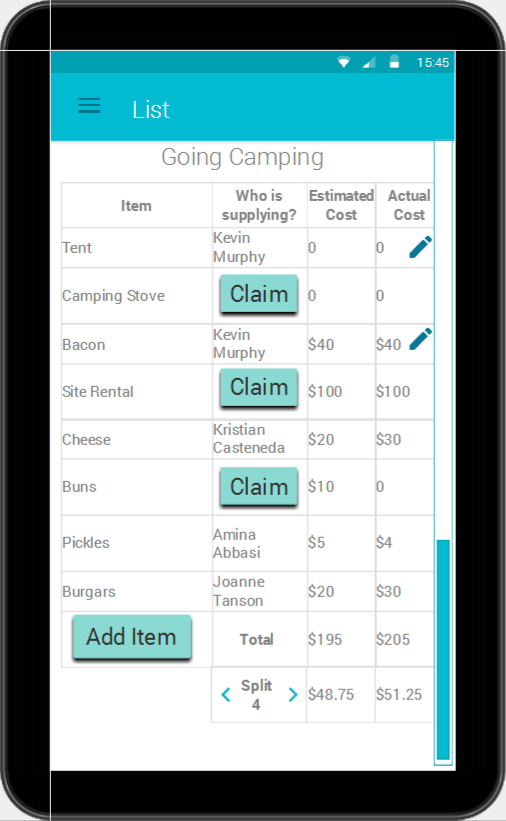 15:45
List
Going Camping
Item
Who is
supplying?
Estimated
Cost
Actual
Cost
Tent
Kevin
Murphy
0
0
Camping Stove
Claim
0
0
Bacon
Kevin
Murphy
$40
$40
Site Rental
Claim
$100
$100
Cheese
Kristian
Casteneda
$20
$30
Buns
Claim
$10
0
Pickles
Amina
Abbasi
$5
$4
Burgars
Joanne
Tanson
$20
$30
Add Item
Total
$195
$205
Split
4
$48.75
$51.25